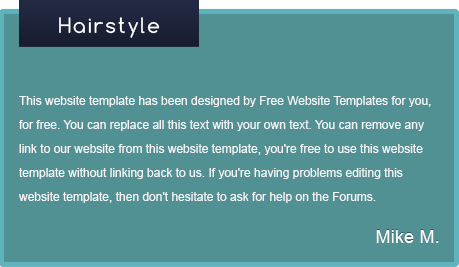 Hairstyle
This website template has been designed by Free Website Templates for you,
for free. You can replace all this text with your own text. You can remove any
link to our website from this website template, you're free to use this website
template without linking back to us. If you're having problems editing this
website template, then don't hesitate to ask for help on the Forums.
Mike M.